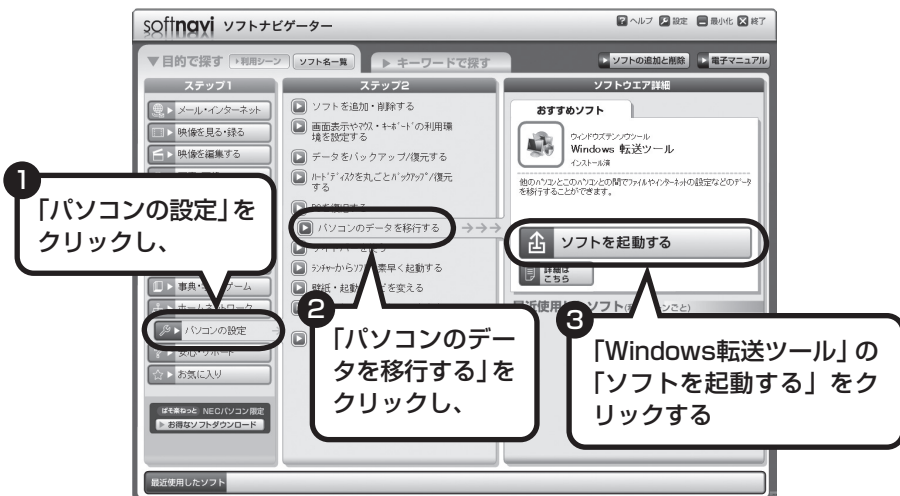 softnavi ソフトナビゲーター
ヘルプ 設定 最小化 終了
▼目的で探す 利用シーン ソフト名一覧
キーワードで探す
ソフトの追加と削除 電子マニュアル
ステップ1
メール・インターネット
映像を見る・録る
映像を編集する
ホームネットワーク
パソコンの設定
安心・サポート
お気に入り
ぱそ楽ねっと NECパソコン限定
お得なソフトダウンロード
ステップ2
ソフトを追加・削除する
画面表示やマウス・キーボードの利用環
境を設定する
データをバックアップ/復元する
ハードディスクを丸ごとバックアップ/復元
する
パソコンのデータを移行する
ソフトウエア詳細
おすすめソフト
ウィンドウズテンソウツール
Windows 転送ツール
インストール済
他のパソコンとこのパソコンとの間でファイルやインターネットの設定などのデータ
を移行することができます。
ソフトを起動する
詳細は
こちら
最近使用したソフト
1
「パソコンの設定」を
クリックし、
2
「パソコンのデー
タを移行する」を
クリックし、
3
「Windows転送ツール」の
「ソフトを起動する」をク
リックする